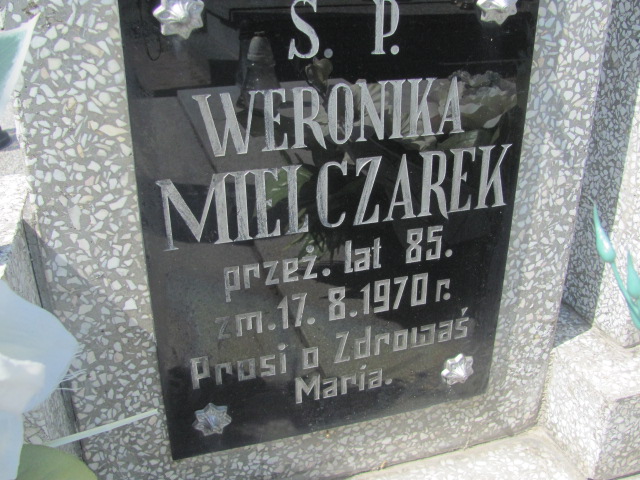 S. P.
WERONIKA
MIELCZAREK
przeż. lat 85.
zm. 17. 8. 1970 r.
Prosi o Zdrowaś
Maria.